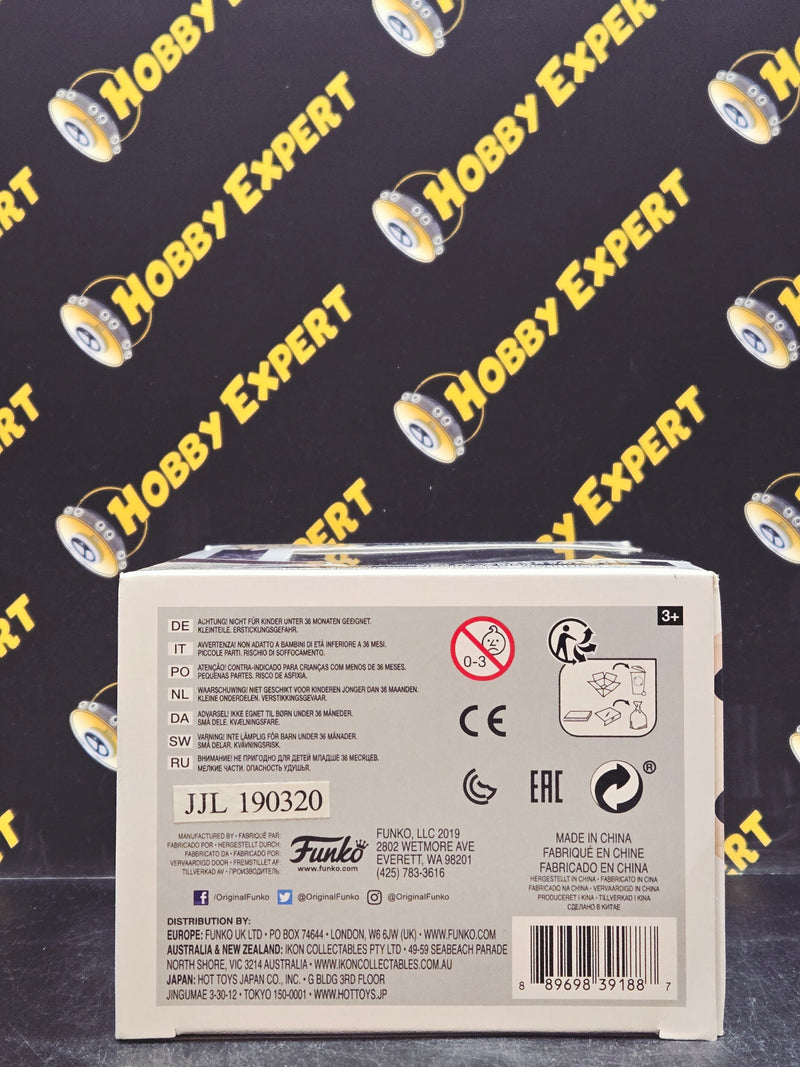 HOBBY EXPERT
HOBBY EXPERT
HOBBY EXPERT
HOBBY EXPERT
HOBBY EXPERT
HOBBY EXPERT
3+
DE ACHTUNG! NICHT FÜR KINDER UNTER 36 MONATEN GEEIGNET.
KLEINTEILE. ERSTICKUNGSGEFAHR.
IT AVVERTENZA! NON ADATTO A BAMBINI DI ETÀ INFERIORE A 36 MESI.
PICCOLE PARTI. RISCHIO DI SOFFOCAMENTO.
PO ATENÇÃO! CONTRA-INDICADO PARA CRIANÇAS COM MENOS DE 36 MESES.
PEQUENAS PARTES. RISCO DE ASFIXIA.
NL WAARSCHUWING! NIET GESCHIKT VOOR KINDEREN JONGER DAN 36 MAANDEN.
KLEINE ONDERDELEN. VERSTIKKINGSGEVAAR.
DA ADVARSEL! IKKE EGNET TIL BØRN UNDER 36 MÅNEDER.
SMÅ DELE. KVÆLNINGSFARE.
SW VARNING! INTE LÄMPLIG FÖR BARN UNDER 36 MÅNADER.
SMÅ DELAR. KVÄVNINGSRISK.
RU ВНИМАНИЕ! НЕ ПРИГОДНО ДЛЯ ДЕТЕЙ МЛАДШЕ 36 МЕСЯЦЕВ.
МЕЛКИЕ ЧАСТИ. ОПАСНОСТЬ УДУШЬЯ.
0-3
CE
EAC
®
JJL 190320
MANUFACTURED BY • FABRIQUÉ PAR:
FABRICADO POR • HERGESTELLT DURCH:
FABBRICATO DA • FABRICADO POR:
VERVAARDIGD DOOR • FREMSTILLET AF:
TILLVERKAD AV • ПРОИЗВОДИТЕЛЬ:
Funko
www.funko.com
FUNKO, LLC 2019
2802 WETMORE AVE
EVERETT, WA 98201
(425) 783-3616
MADE IN CHINA
FABRIQUÉ EN CHINE
FABRICADO EN CHINA
HERGESTELLT IN CHINA • FABBRICATO IN CINA
FABRICADO NA CHINA • VERVAARDIGD IN CHINA
PRODUCERET I KINA • TILLVERKAD I KINA
СДЕЛАНО В КИТАЕ
/OriginalFunko @OriginalFunko @OriginalFunko
DISTRIBUTION BY:
EUROPE: FUNKO UK LTD • PO BOX 74644 • LONDON, W6 6JW (UK) • WWW.FUNKO.COM
AUSTRALIA & NEW ZEALAND: IKON COLLECTABLES PTY LTD • 49-59 SEABEACH PARADE
NORTH SHORE, VIC 3214 AUSTRALIA • WWW.IKONCOLLECTABLES.COM.AU
JAPAN: HOT TOYS JAPAN CO., INC. • G BLDG 3RD FLOOR
JINGUMAE 3-30-12 • TOKYO 150-0001 • WWW.HOTTOYS.JP
8 89698 39188 7